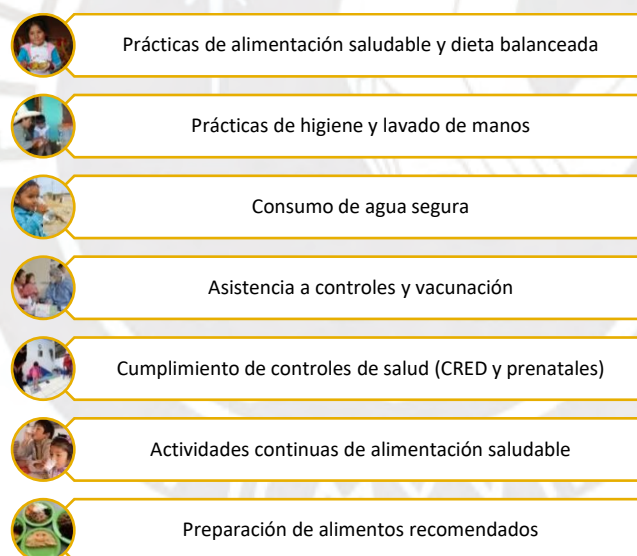 Prácticas de alimentación saludable y dieta balanceada
Prácticas de higiene y lavado de manos
Consumo de agua segura
Asistencia a controles y vacunación
Cumplimiento de controles de salud (CRED y prenatales)
Actividades continuas de alimentación saludable
Preparación de alimentos recomendados